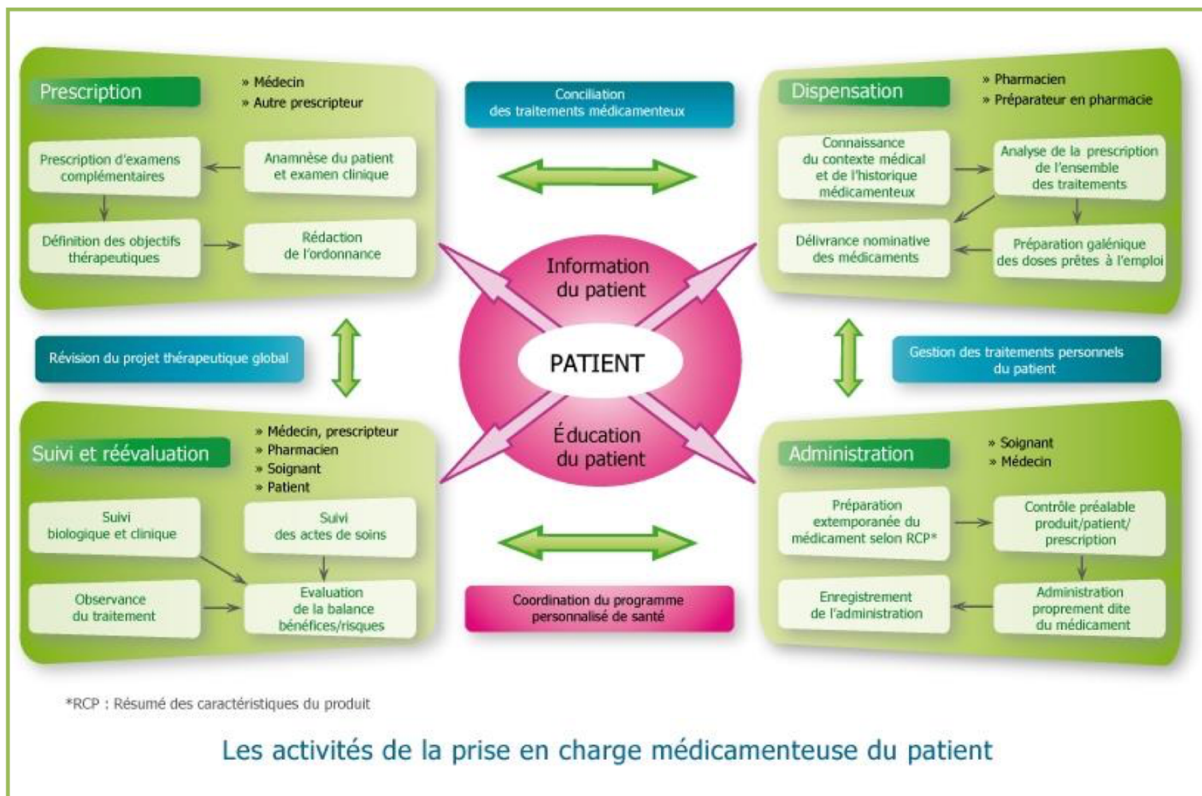 Prescription
» Médecin
» Autre prescripteur
Anamnèse du patient
et examen clinique
Prescription d'examens
complémentaires
Définition des objectifs
thérapeutiques
Rédaction
de l'ordonnance
Conciliation
des traitements médicamenteux
Dispensation
» Pharmacien
» Préparateur en pharmacie
Connaissance
du contexte médical
et de l'historique
médicamenteux
Analyse de la prescription
de l'ensemble
des traitements
Délivrance nominative
des médicaments
Préparation galénique
des doses prêtes à l'emploi
Information
du patient
PATIENT
Éducation
du patient
Révision du projet thérapeutique global
Gestion des traitements personnels
du patient
Suivi et réévaluation
» Médecin, prescripteur
» Pharmacien
» Soignant
» Patient
Suivi
biologique et clinique
Suivi
des actes de soins
Observance
du traitement
Evaluation
de la balance
bénéfices/risques
Coordination du programme
personnalisé de santé
Administration
» Soignant
» Médecin
Préparation
extemporanée du
médicament selon RCP*
Contrôle préalable
produit/patient/
prescription
Enregistrement
de l'administration
Administration
proprement dite
du médicament
*RCP : Résumé des caractéristiques du produit
Les activités de la prise en charge médicamenteuse du patient